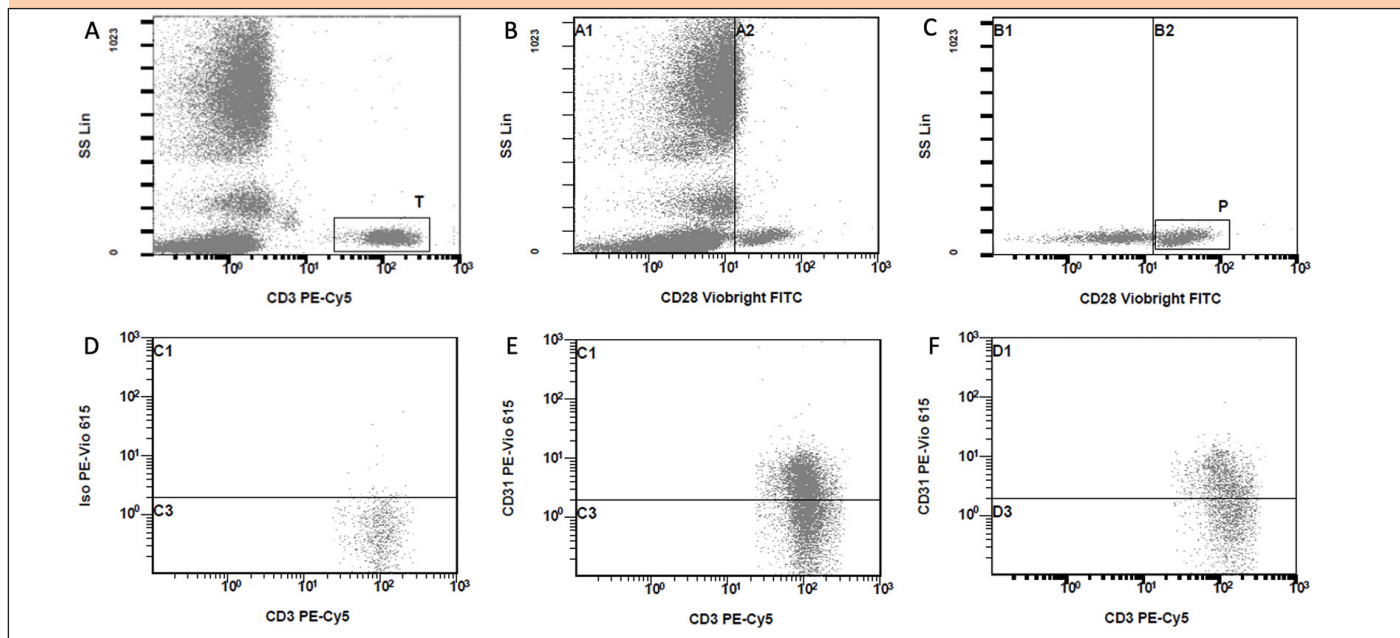 A
1023
SS Lin
0
T
10⁰ 10¹ 10² 10³
CD3 PE-Cy5
B
A1 A2
1023
SS Lin
0
10⁰ 10¹ 10² 10³
CD28 Viobright FITC
C
B1 B2
1023
SS Lin
0
P
10⁰ 10¹ 10² 10³
CD28 Viobright FITC
D
10³
C1
10²
10¹
10⁰
C3
Iso PE-Vio 615
10⁰ 10¹ 10² 10³
CD3 PE-Cy5
E
10³
C1
10²
10¹
10⁰
C3
CD31 PE-Vio 615
10⁰ 10¹ 10² 10³
CD3 PE-Cy5
F
10³
D1
10²
10¹
10⁰
D3
CD31 PE-Vio 615
10⁰ 10¹ 10² 10³
CD3 PE-Cy5